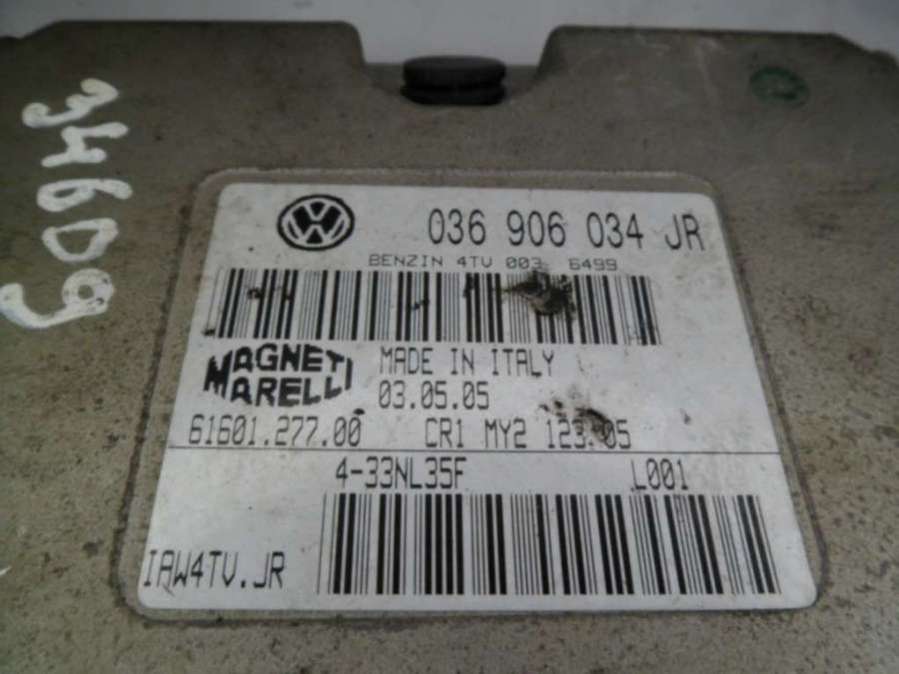 34609
036 906 034 JR
BENZIN 4TV 003 6499
MAGNETI MARELLI
MADE IN ITALY
03.05.05
61601.277.00 CR1 MY2 123.05
4-33NL35F L001
IAW4TV.JR